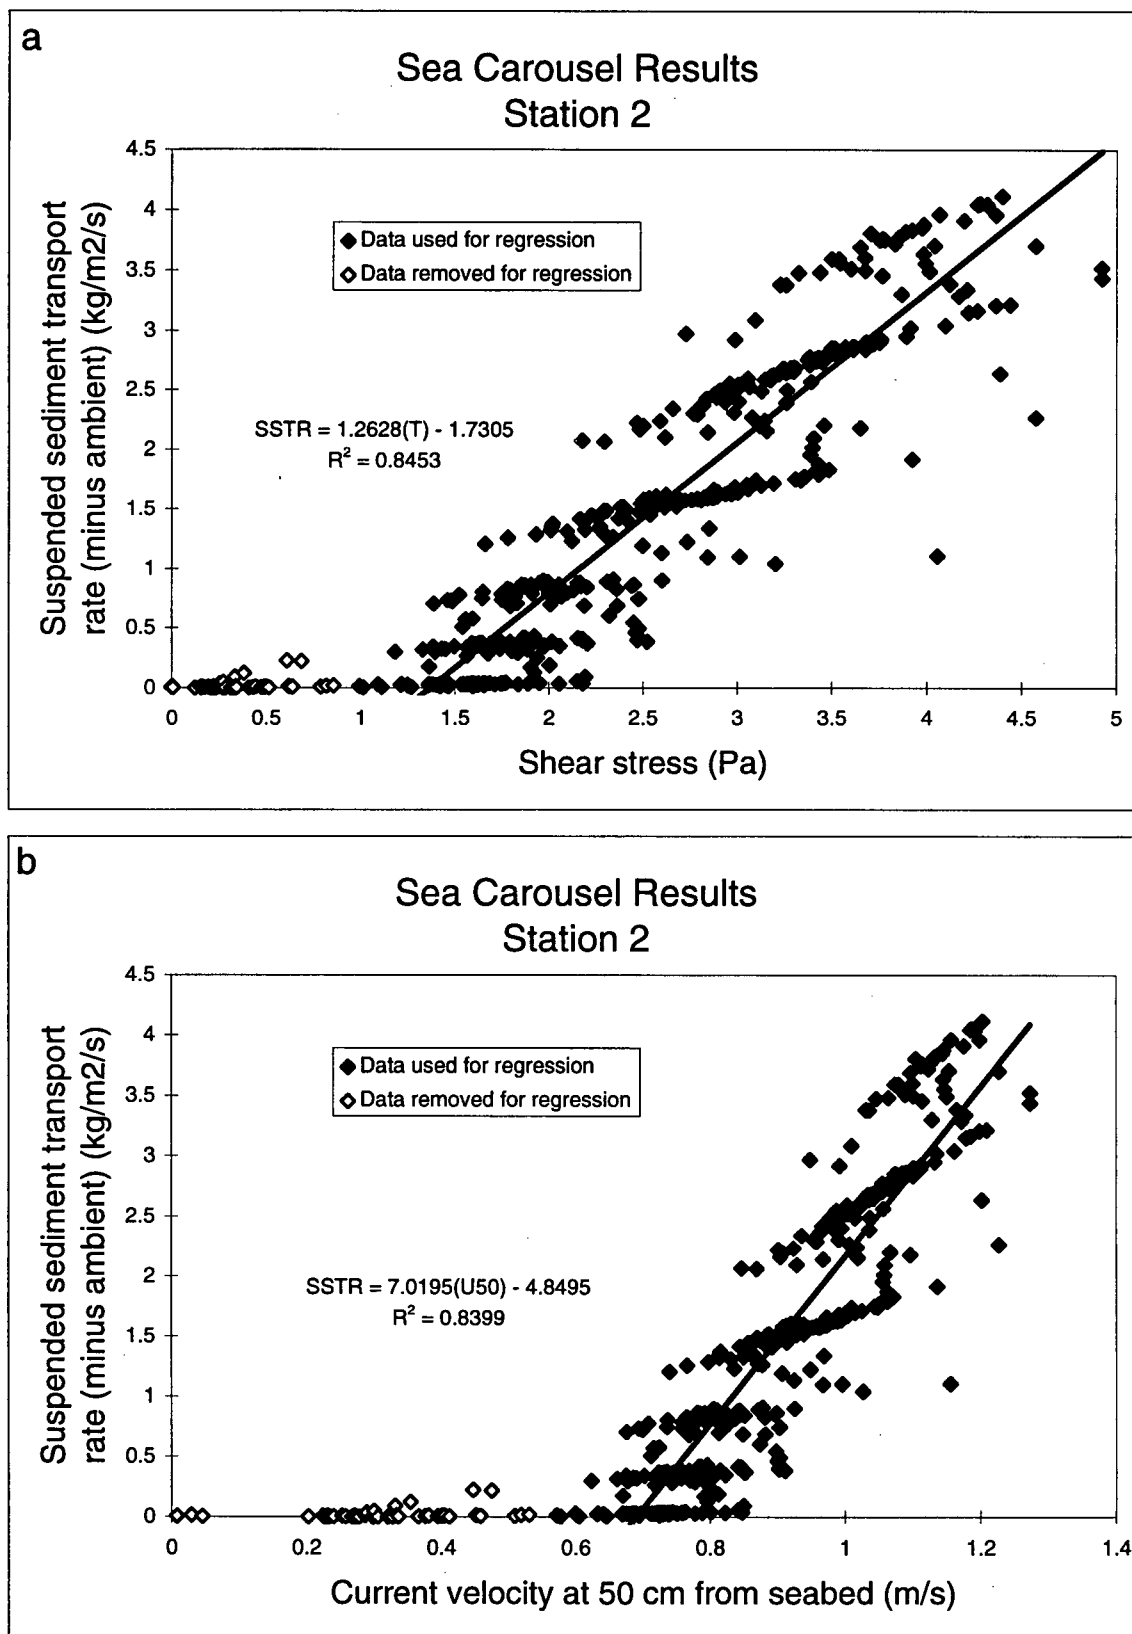 a
Sea Carousel Results
Station 2
Suspended sediment transport
rate (minus ambient) (kg/m2/s)
4.5
4
3.5
3
2.5
2
1.5
1
0.5
0
Data used for regression
Data removed for regression
SSTR = 1.2628(T) - 1.7305
R² = 0.8453
0 0.5 1 1.5 2 2.5 3 3.5 4 4.5 5
Shear stress (Pa)
b
Sea Carousel Results
Station 2
Suspended sediment transport
rate (minus ambient) (kg/m2/s)
4.5
4
3.5
3
2.5
2
1.5
1
0.5
0
Data used for regression
Data removed for regression
SSTR = 7.0195(U50) - 4.8495
R² = 0.8399
0 0.2 0.4 0.6 0.8 1 1.2 1.4
Current velocity at 50 cm from seabed (m/s)